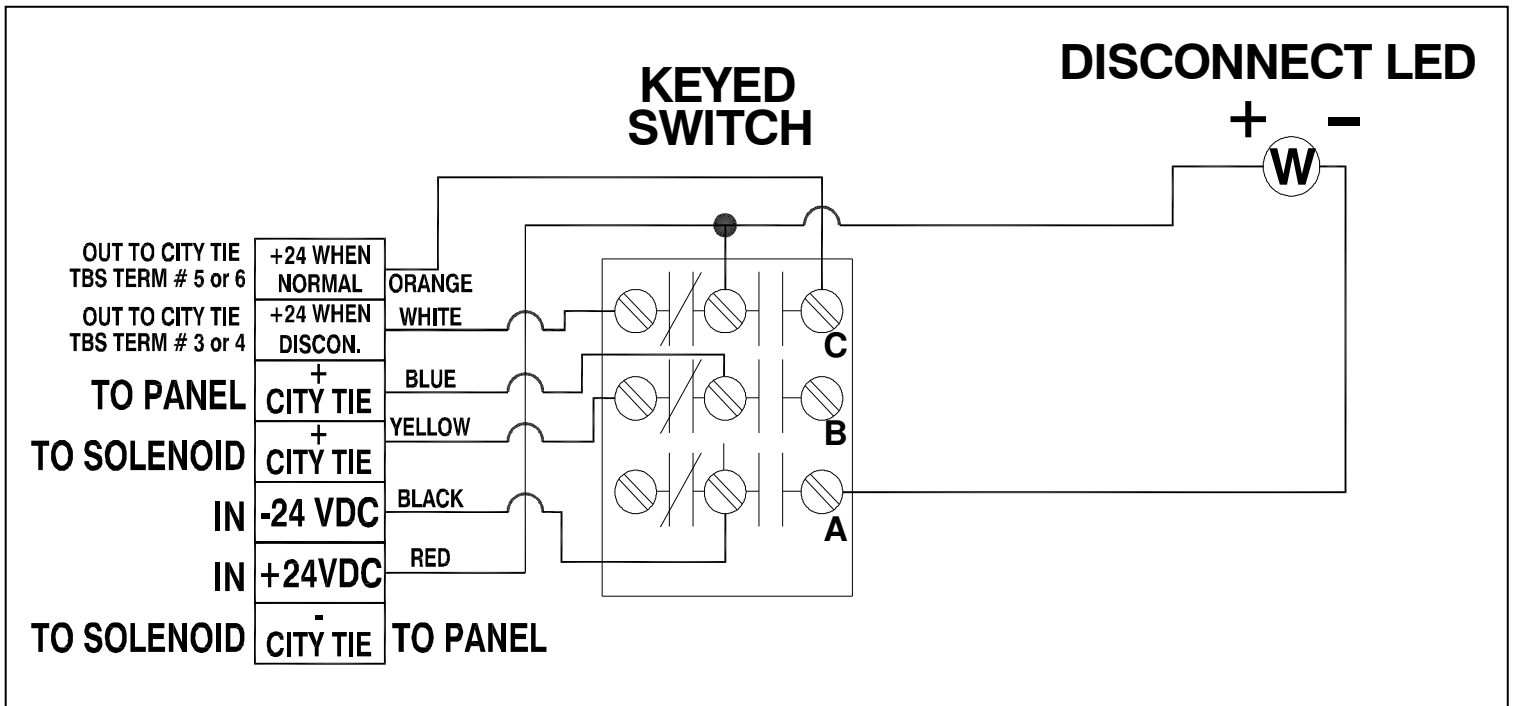 KEYED
SWITCH
DISCONNECT LED
+ -
W
OUT TO CITY TIE
TBS TERM # 5 or 6
+24 WHEN
NORMAL
ORANGE
OUT TO CITY TIE
TBS TERM # 3 or 4
+24 WHEN
DISCON.
WHITE
TO PANEL
+
CITY TIE
BLUE
TO SOLENOID
+
CITY TIE
YELLOW
IN
-24 VDC
BLACK
IN
+24VDC
RED
TO SOLENOID
-
CITY TIE
TO PANEL
C
B
A